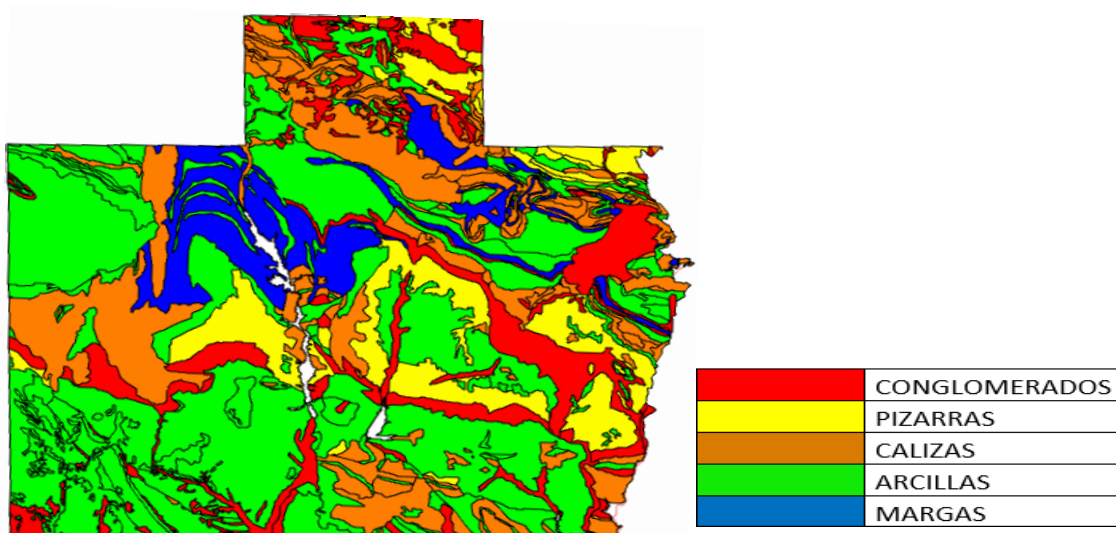 CONGLOMERADOS
PIZARRAS
CALIZAS
ARCILLAS
MARGAS